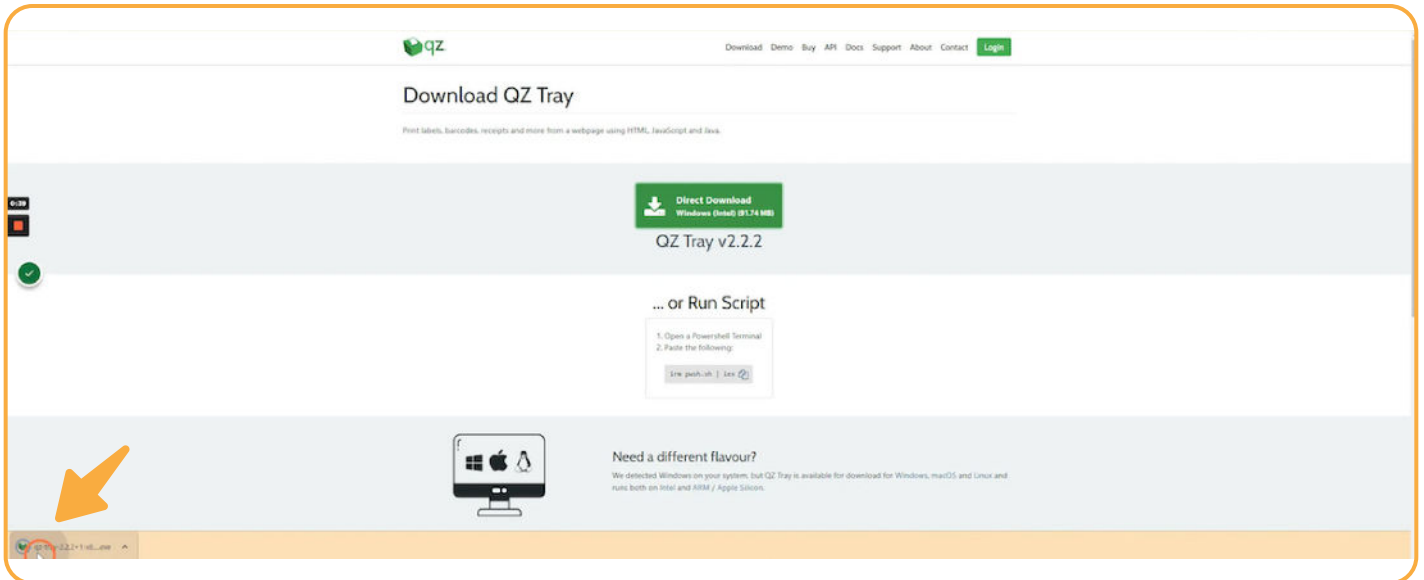 qz
Download Demo Buy API Docs Support About Contact Login
Download QZ Tray
Print labels, barcodes, receipts and more from a webpage using HTML, JavaScript and Java.
0:39
Direct Download
Windows (Intel) (81.74 MB)
QZ Tray v2.2.2
... or Run Script
1. Open a Powershell Terminal
2. Paste the following:
irm pwsh.sh | iex
Need a different flavour?
We detected Windows on your system, but QZ Tray is available for download for Windows, macOS and Linux and
runs both on Intel and ARM / Apple Silicon.